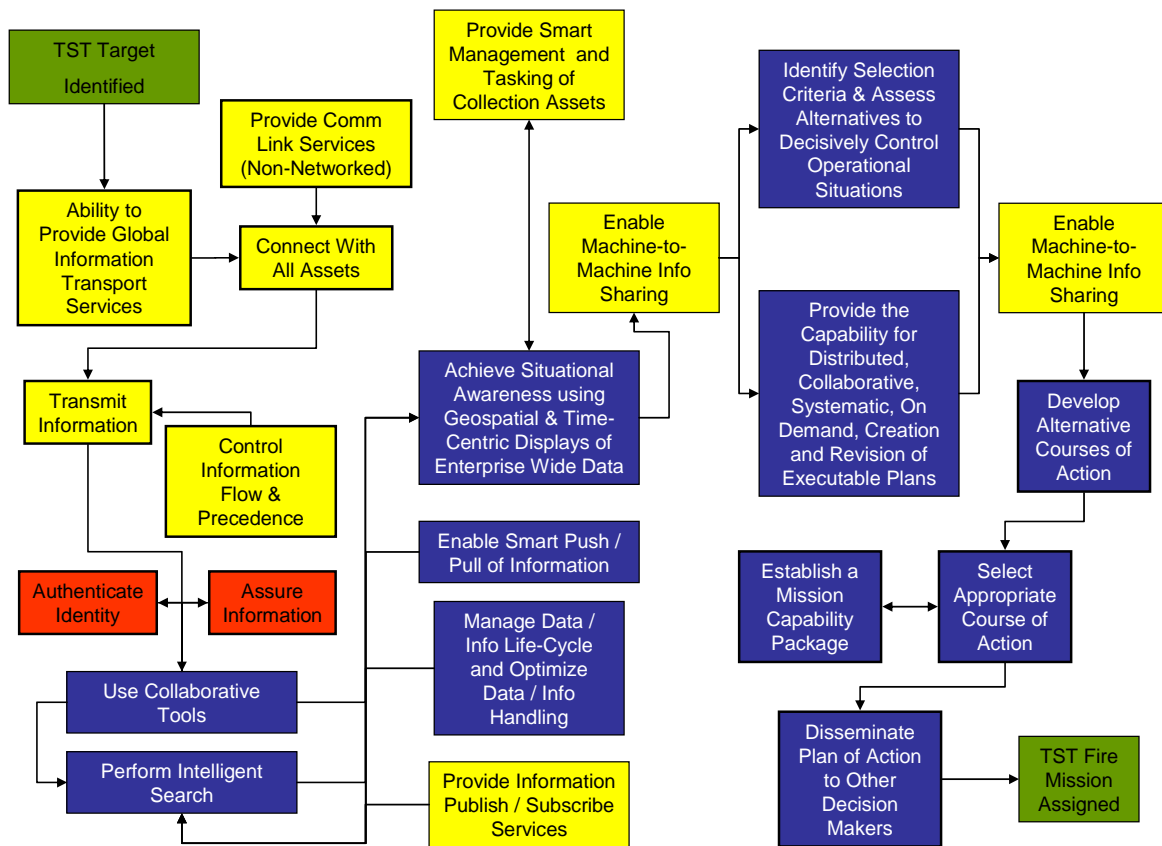 TST Target
Identified
Provide Comm
Link Services
(Non-Networked)
Ability to
Provide Global
Information
Transport
Services
Connect With
All Assets
Transmit
Information
Control
Information
Flow &
Precedence
Authenticate
Identity
Assure
Information
Use Collaborative
Tools
Perform Intelligent
Search
Provide Smart
Management and
Tasking of
Collection Assets
Achieve Situational
Awareness using
Geospatial & Time-
Centric Displays of
Enterprise Wide Data
Enable Smart Push /
Pull of Information
Manage Data /
Info Life-Cycle
and Optimize
Data / Info
Handling
Provide Information
Publish / Subscribe
Services
Enable
Machine-to-
Machine Info
Sharing
Identify Selection
Criteria & Assess
Alternatives to
Decisively Control
Operational
Situations
Provide the
Capability for
Distributed,
Collaborative,
Systematic, On
Demand, Creation
and Revision of
Executable Plans
Enable
Machine-to-
Machine Info
Sharing
Develop
Alternative
Courses of
Action
Establish a
Mission
Capability
Package
Select
Appropriate
Course of
Action
Disseminate
Plan of Action
to Other
Decision
Makers
TST Fire
Mission
Assigned